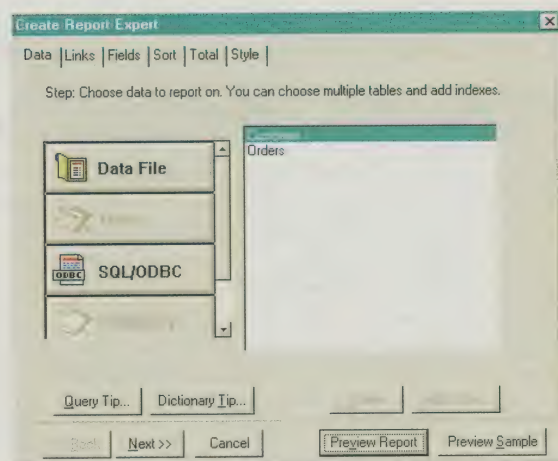 Create Report Expert
Data | Links | Fields | Sort | Total | Style |
Step: Choose data to report on. You can choose multiple tables and add indexes.
Data File
Orders
SQL/ODBC
ODBC
Query Tip...
Dictionary Tip...
Next >>
Cancel
Preview Report
Preview Sample